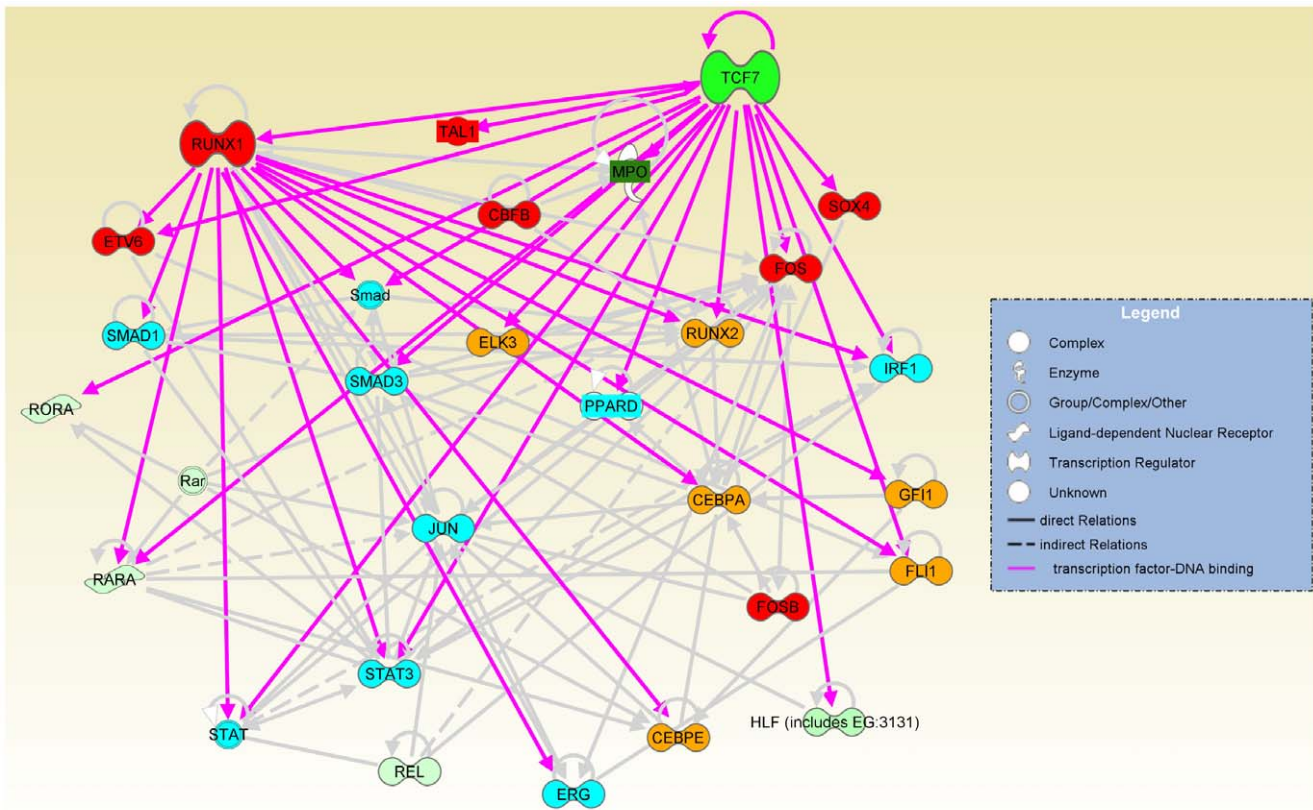 TCF7
RUNX1
TAL1
MPO
SOX4
CBFB
ETV6
FOS
Smad
SMAD1
ELK3
RUNX2
IRF1
SMAD3
PPARD
RORA
Rar
CEBPA
GFI1
JUN
RARA
FLI1
FOSB
STAT3
STAT
HLF (includes EG:3131)
CEBPE
REL
ERG
Legend
Complex
Enzyme
Group/Complex/Other
Ligand-dependent Nuclear Receptor
Transcription Regulator
Unknown
direct Relations
indirect Relations
transcription factor-DNA binding